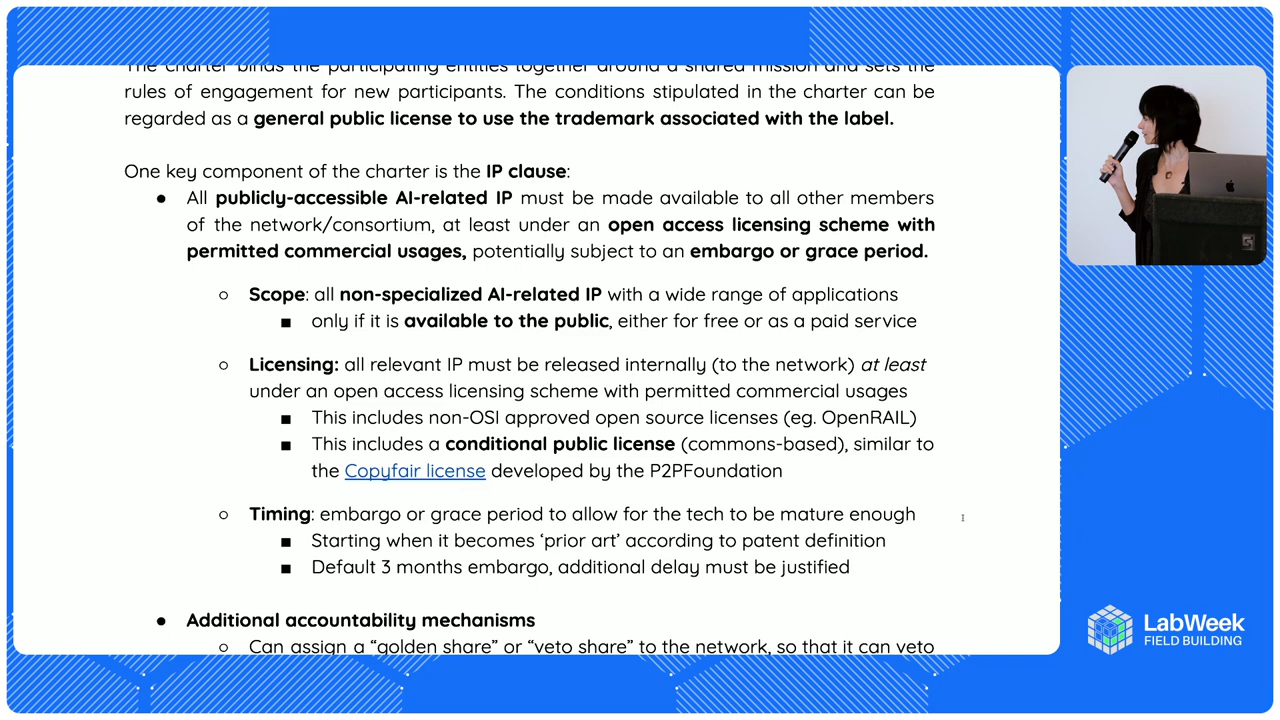 The charter binds the participating entities together around a shared mission and sets the
rules of engagement for new participants. The conditions stipulated in the charter can be
regarded as a general public license to use the trademark associated with the label.
One key component of the charter is the IP clause:
● All publicly-accessible AI-related IP must be made available to all other members
of the network/consortium, at least under an open access licensing scheme with
permitted commercial usages, potentially subject to an embargo or grace period.
○ Scope: all non-specialized AI-related IP with a wide range of applications
■ only if it is available to the public, either for free or as a paid service
○ Licensing: all relevant IP must be released internally (to the network) at least
under an open access licensing scheme with permitted commercial usages
■ This includes non-OSI approved open source licenses (eg. OpenRAIL)
■ This includes a conditional public license (commons-based), similar to
the Copyfair license developed by the P2PFoundation
○ Timing: embargo or grace period to allow for the tech to be mature enough
■ Starting when it becomes ‘prior art’ according to patent definition
■ Default 3 months embargo, additional delay must be justified
● Additional accountability mechanisms
○ Can assign a “golden share” or “veto share” to the network, so that it can veto
LabWeek
FIELD BUILDING